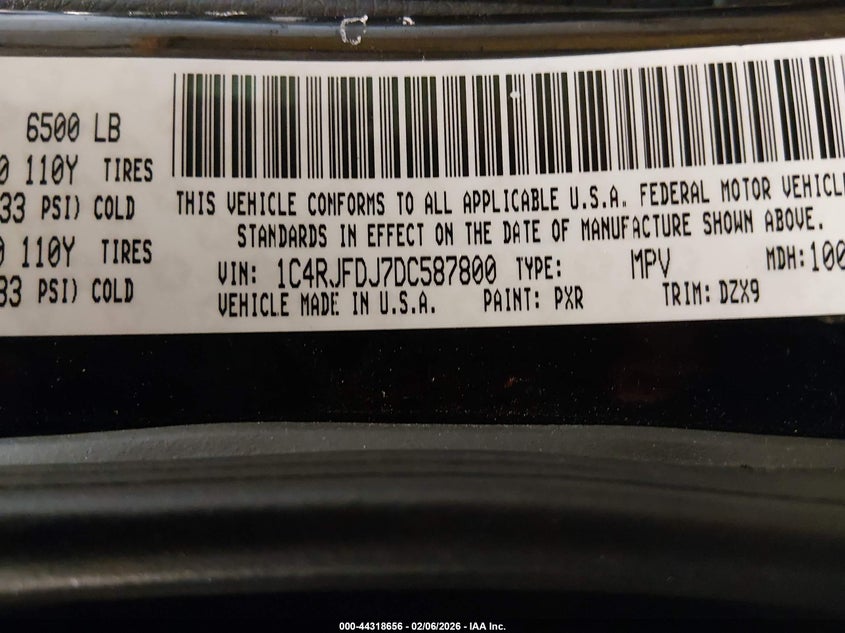 6500 LB
0 110Y TIRES
33 PSI) COLD
0 110Y TIRES
33 PSI) COLD
THIS VEHICLE CONFORMS TO ALL APPLICABLE U.S.A. FEDERAL MOTOR VEHICLE
STANDARDS IN EFFECT ON THE DATE OF MANUFACTURE SHOWN ABOVE.
VIN: 1C4RJFDJ7DC587800 TYPE: MPV MDH: 100
VEHICLE MADE IN U.S.A. PAINT: PXR TRIM: DZX9
000-44318656 - 02/06/2026 - IAA Inc.